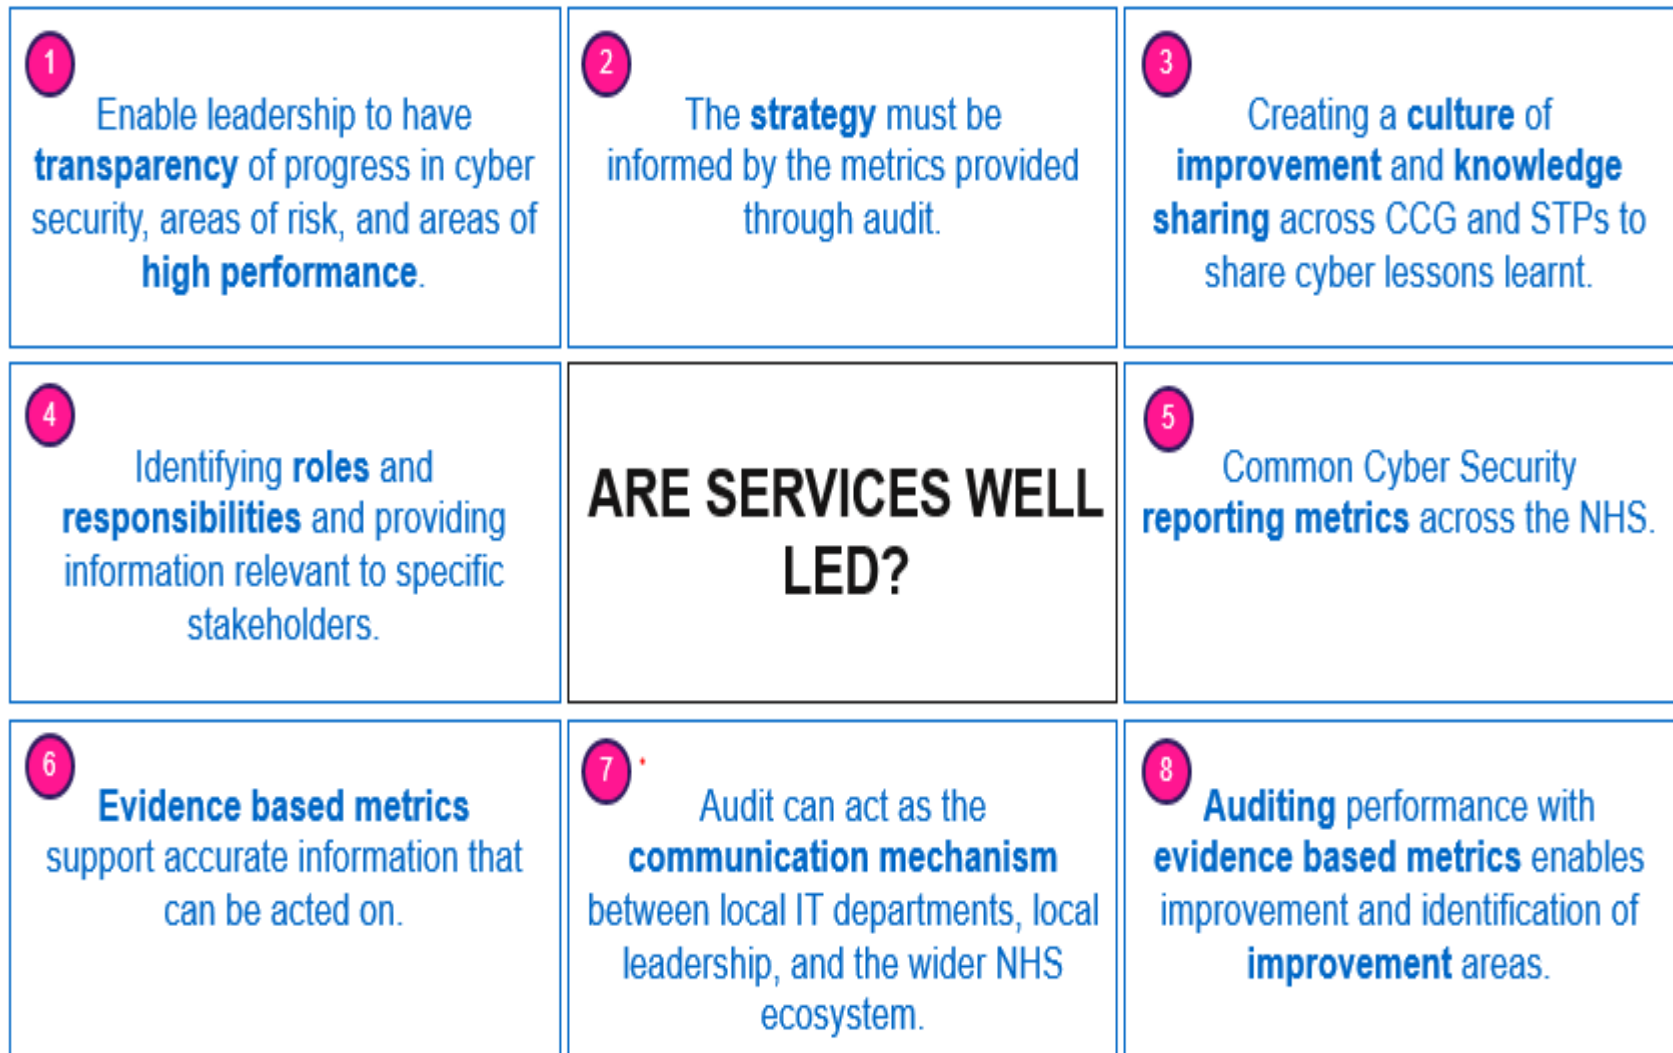 1
Enable leadership to have
transparency of progress in cyber
security, areas of risk, and areas of
high performance.
2
The strategy must be
informed by the metrics provided
through audit.
3
Creating a culture of
improvement and knowledge
sharing across CCG and STPs to
share cyber lessons learnt.
4
Identifying roles and
responsibilities and providing
information relevant to specific
stakeholders.
ARE SERVICES WELL
LED?
5
Common Cyber Security
reporting metrics across the NHS.
6
Evidence based metrics
support accurate information that
can be acted on.
7
Audit can act as the
communication mechanism
between local IT departments, local
leadership, and the wider NHS
ecosystem.
8
Auditing performance with
evidence based metrics enables
improvement and identification of
improvement areas.